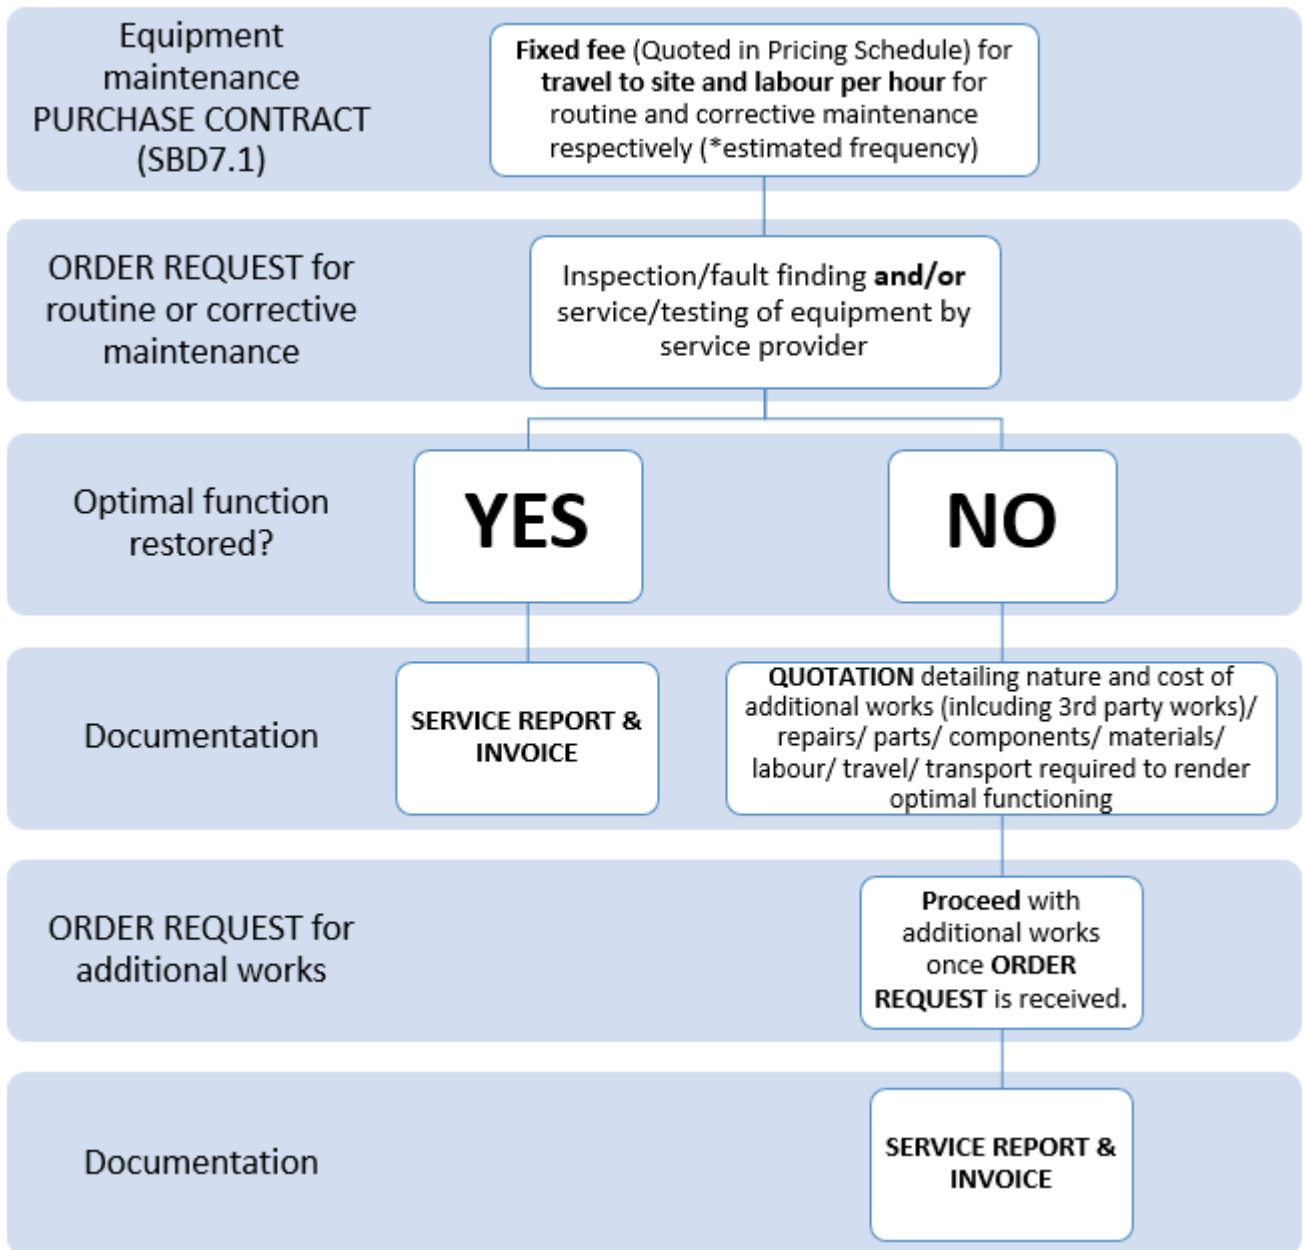 Equipment
maintenance
PURCHASE CONTRACT
(SBD7.1)
Fixed fee (Quoted in Pricing Schedule) for
travel to site and labour per hour for
routine and corrective maintenance
respectively (*estimated frequency)
ORDER REQUEST for
routine or corrective
maintenance
Inspection/fault finding and/or
service/testing of equipment by
service provider
Optimal function
restored?
YES
NO
Documentation
SERVICE REPORT &
INVOICE
QUOTATION detailing nature and cost of
additional works (inlcuding 3rd party works)/
repairs/ parts/ components/ materials/
labour/ travel/ transport required to render
optimal functioning
ORDER REQUEST for
additional works
Proceed with
additional works
once ORDER
REQUEST is received.
Documentation
SERVICE REPORT &
INVOICE